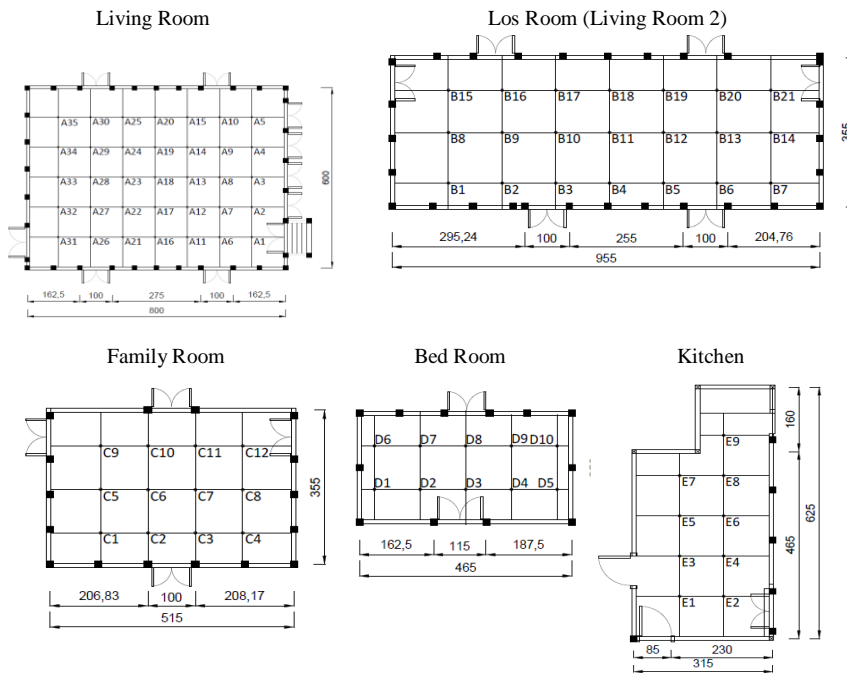 Living Room
Los Room (Living Room 2)
A35 A30 A25 A20 A15 A10 A5
A34 A29 A24 A19 A14 A9 A4
A33 A28 A23 A18 A13 A8 A3
A32 A27 A22 A17 A12 A7 A2
A31 A26 A21 A16 A11 A6 A1
600
162,5 100 275 100 162,5
800
B15 B16 B17 B18 B19 B20 B21
B8 B9 B10 B11 B12 B13 B14
B1 B2 B3 B4 B5 B6 B7
355
295,24 100 255 100 204,76
955
Family Room
Bed Room
Kitchen
C9 C10 C11 C12
C5 C6 C7 C8
C1 C2 C3 C4
355
206,83 100 208,17
515
D6 D7 D8 D9 D10
D1 D2 D3 D4 D5
162,5 115 187,5
465
E9
E7 E8
E5 E6
E3 E4
E1 E2
160
465
625
85 230
315